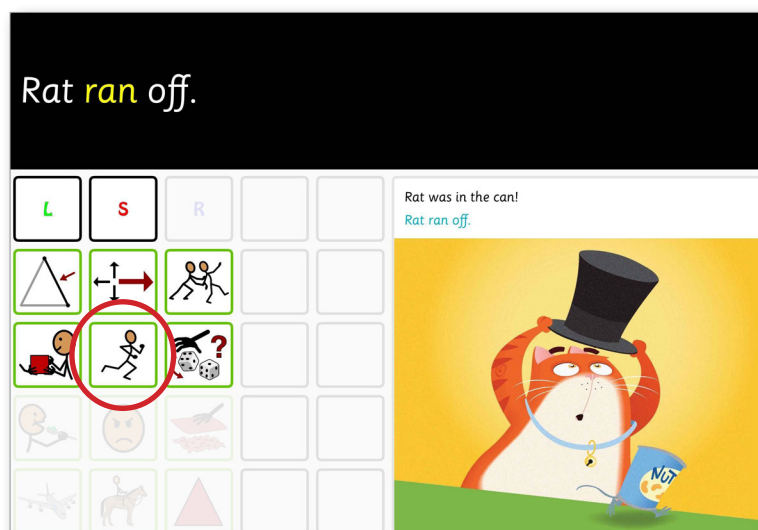 Rat ran off.
L S R
Rat was in the can!
Rat ran off.
?
NUT